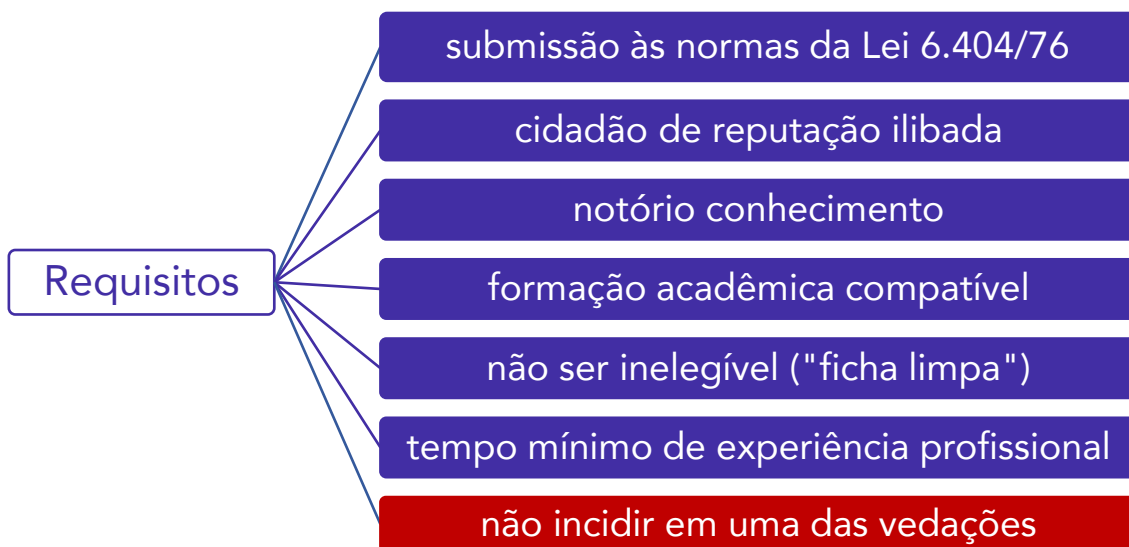 Requisitos
submissão às normas da Lei 6.404/76
cidadão de reputação ilibada
notório conhecimento
formação acadêmica compatível
não ser inelegível ("ficha limpa")
tempo mínimo de experiência profissional
não incidir em uma das vedações